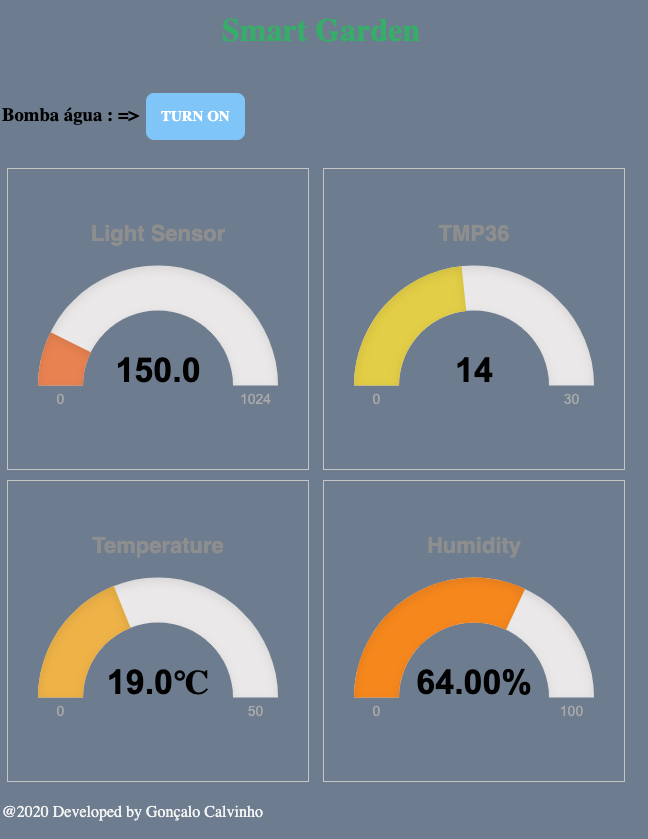 Smart Garden
Bomba água : => TURN ON
Light Sensor
150.0
0 1024
TMP36
14
0 30
Temperature
19.0℃
0 50
Humidity
64.00%
0 100
@2020 Developed by Gonçalo Calvinho